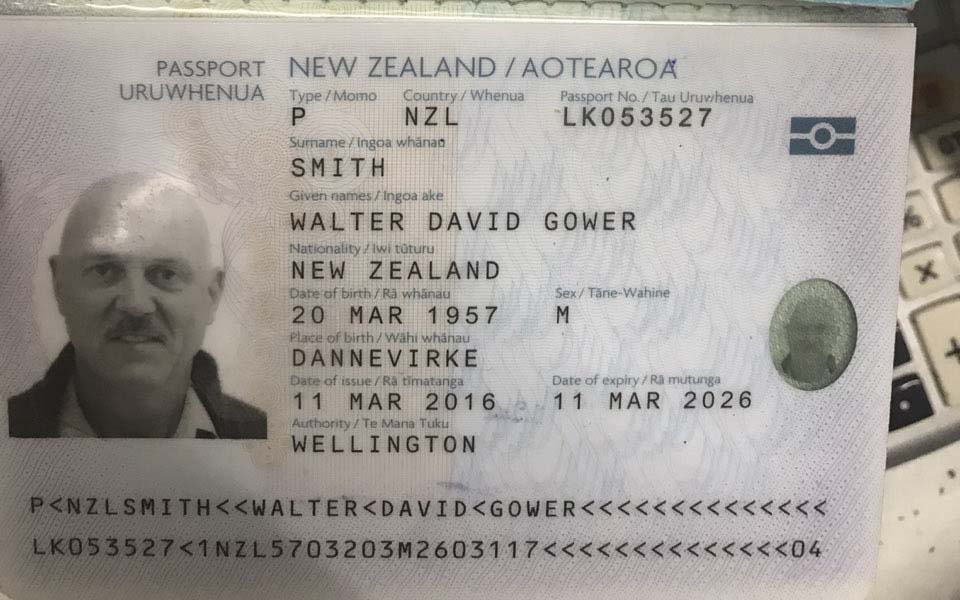 PASSPORT NEW ZEALAND / AOTEAROA
URUWHENUA
Type / Momo Country / Whenua Passport No. / Tau Uruwhenua
P NZL LK053527
Surname / Ingoa whānau
SMITH
Given names / Ingoa ake
WALTER DAVID GOWER
Nationality / Iwi tūturu
NEW ZEALAND
Date of birth / Rā whānau Sex / Tāne-Wahine
20 MAR 1957 M
Place of birth / Wāhi whānau
DANNEVIRKE
Date of issue / Rā tīmatanga Date of expiry / Rā mutunga
11 MAR 2016 11 MAR 2026
Authority / Te Mana Tuku
WELLINGTON
P<NZLSMITH<<WALTER<DAVID<GOWER<<<<<<<<<<<<<<
LK053527<1NZL5703203M2603117<<<<<<<<<<<<<<04